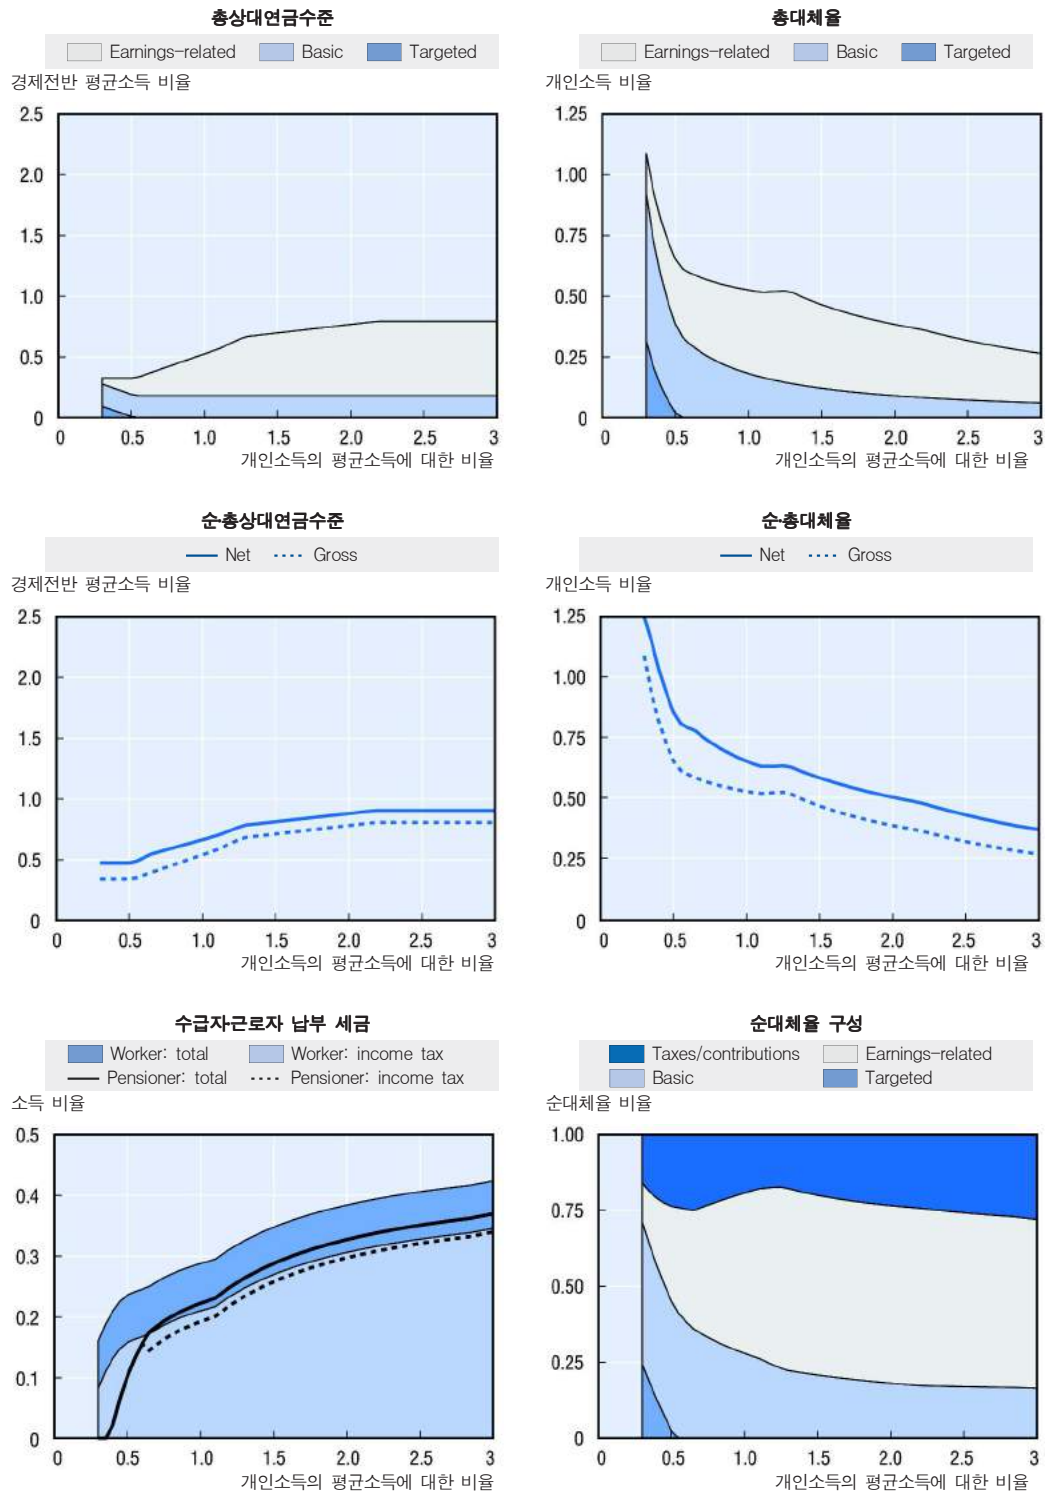 총상대연금수준
Earnings-related Basic Targeted
경제전반 평균소득 비율
2.5
2.0
1.5
1.0
0.5
0
0 0.5 1.0 1.5 2.0 2.5 3
개인소득의 평균소득에 대한 비율
총대체율
Earnings-related Basic Targeted
개인소득 비율
1.25
1.00
0.75
0.50
0.25
0
0 0.5 1.0 1.5 2.0 2.5 3
개인소득의 평균소득에 대한 비율
순·총상대연금수준
Net Gross
경제전반 평균소득 비율
2.5
2.0
1.5
1.0
0.5
0
0 0.5 1.0 1.5 2.0 2.5 3
개인소득의 평균소득에 대한 비율
순·총대체율
Net Gross
개인소득 비율
1.25
1.00
0.75
0.50
0.25
0
0 0.5 1.0 1.5 2.0 2.5 3
개인소득의 평균소득에 대한 비율
수급자·근로자 납부 세금
Worker: total Worker: income tax
Pensioner: total Pensioner: income tax
소득 비율
0.5
0.4
0.3
0.2
0.1
0
0 0.5 1.0 1.5 2.0 2.5 3
개인소득의 평균소득에 대한 비율
순대체율 구성
Taxes/contributions Earnings-related
Basic Targeted
순대체율 비율
1.00
0.75
0.50
0.25
0
0 0.5 1.0 1.5 2.0 2.5 3
개인소득의 평균소득에 대한 비율